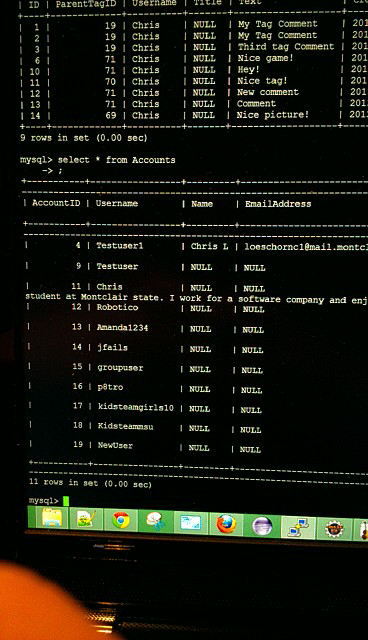 | ID | ParentTagID | Username | Title | Text
| 1 | 19 | Chris | NULL | My Tag Comment | 201
| 2 | 19 | Chris | NULL | My Tag Comment | 201
| 3 | 19 | Chris | NULL | Third tag Comment | 201
| 6 | 71 | Chris | NULL | Nice game! | 201
| 10 | 71 | Chris | NULL | Hey! | 201
| 11 | 70 | Chris | NULL | Nice tag! | 201
| 12 | 71 | Chris | NULL | New comment | 201
| 13 | 71 | Chris | NULL | Comment | 201
| 14 | 69 | Chris | NULL | Nice picture! | 201
9 rows in set (0.00 sec)
mysql> select * from Accounts
-> ;
| AccountID | Username | Name | EmailAddress
| 4 | Testuser1 | Chris L | loeschornc1@mail.montcl
| 9 | Testuser | NULL | NULL
| 11 | Chris | NULL | NULL
student at Montclair state. I work for a software company and enj
| 12 | Robotico | NULL | NULL
| 13 | Amanda1234 | NULL | NULL
| 14 | jfails | NULL | NULL
| 15 | groupuser | NULL | NULL
| 16 | p8tro | NULL | NULL
| 17 | kidsteamgirls10 | NULL | NULL
| 18 | Kidsteammsu | NULL | NULL
| 19 | NewUser | NULL | NULL
11 rows in set (0.00 sec)
mysql>